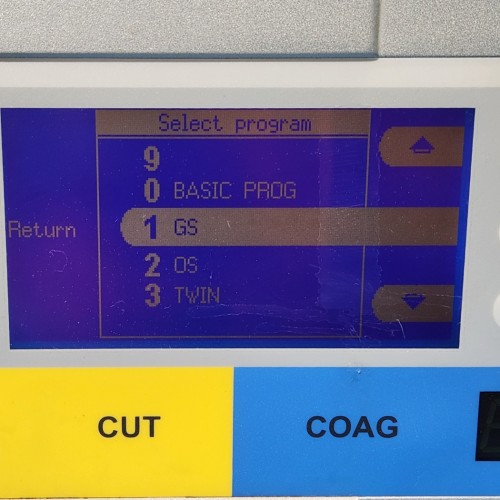 Select program
9
0 BASIC PROG
Return
1 GS
2 OS
3 TWIN
CUT
COAG